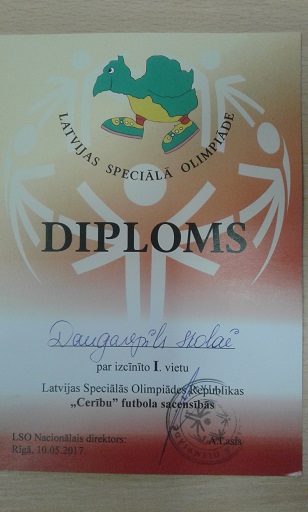 LATVIJAS SPECIĀLĀ OLIMPIĀDE
DIPLOMS
Daugavpils skolai
par izcīnīto I. vietu
Latvijas Speciālās Olimpiādes Republikas
„Cerību” futbola sacensībās
LSO Nacionālais direktors:
Rīgā, 10.05.2017.